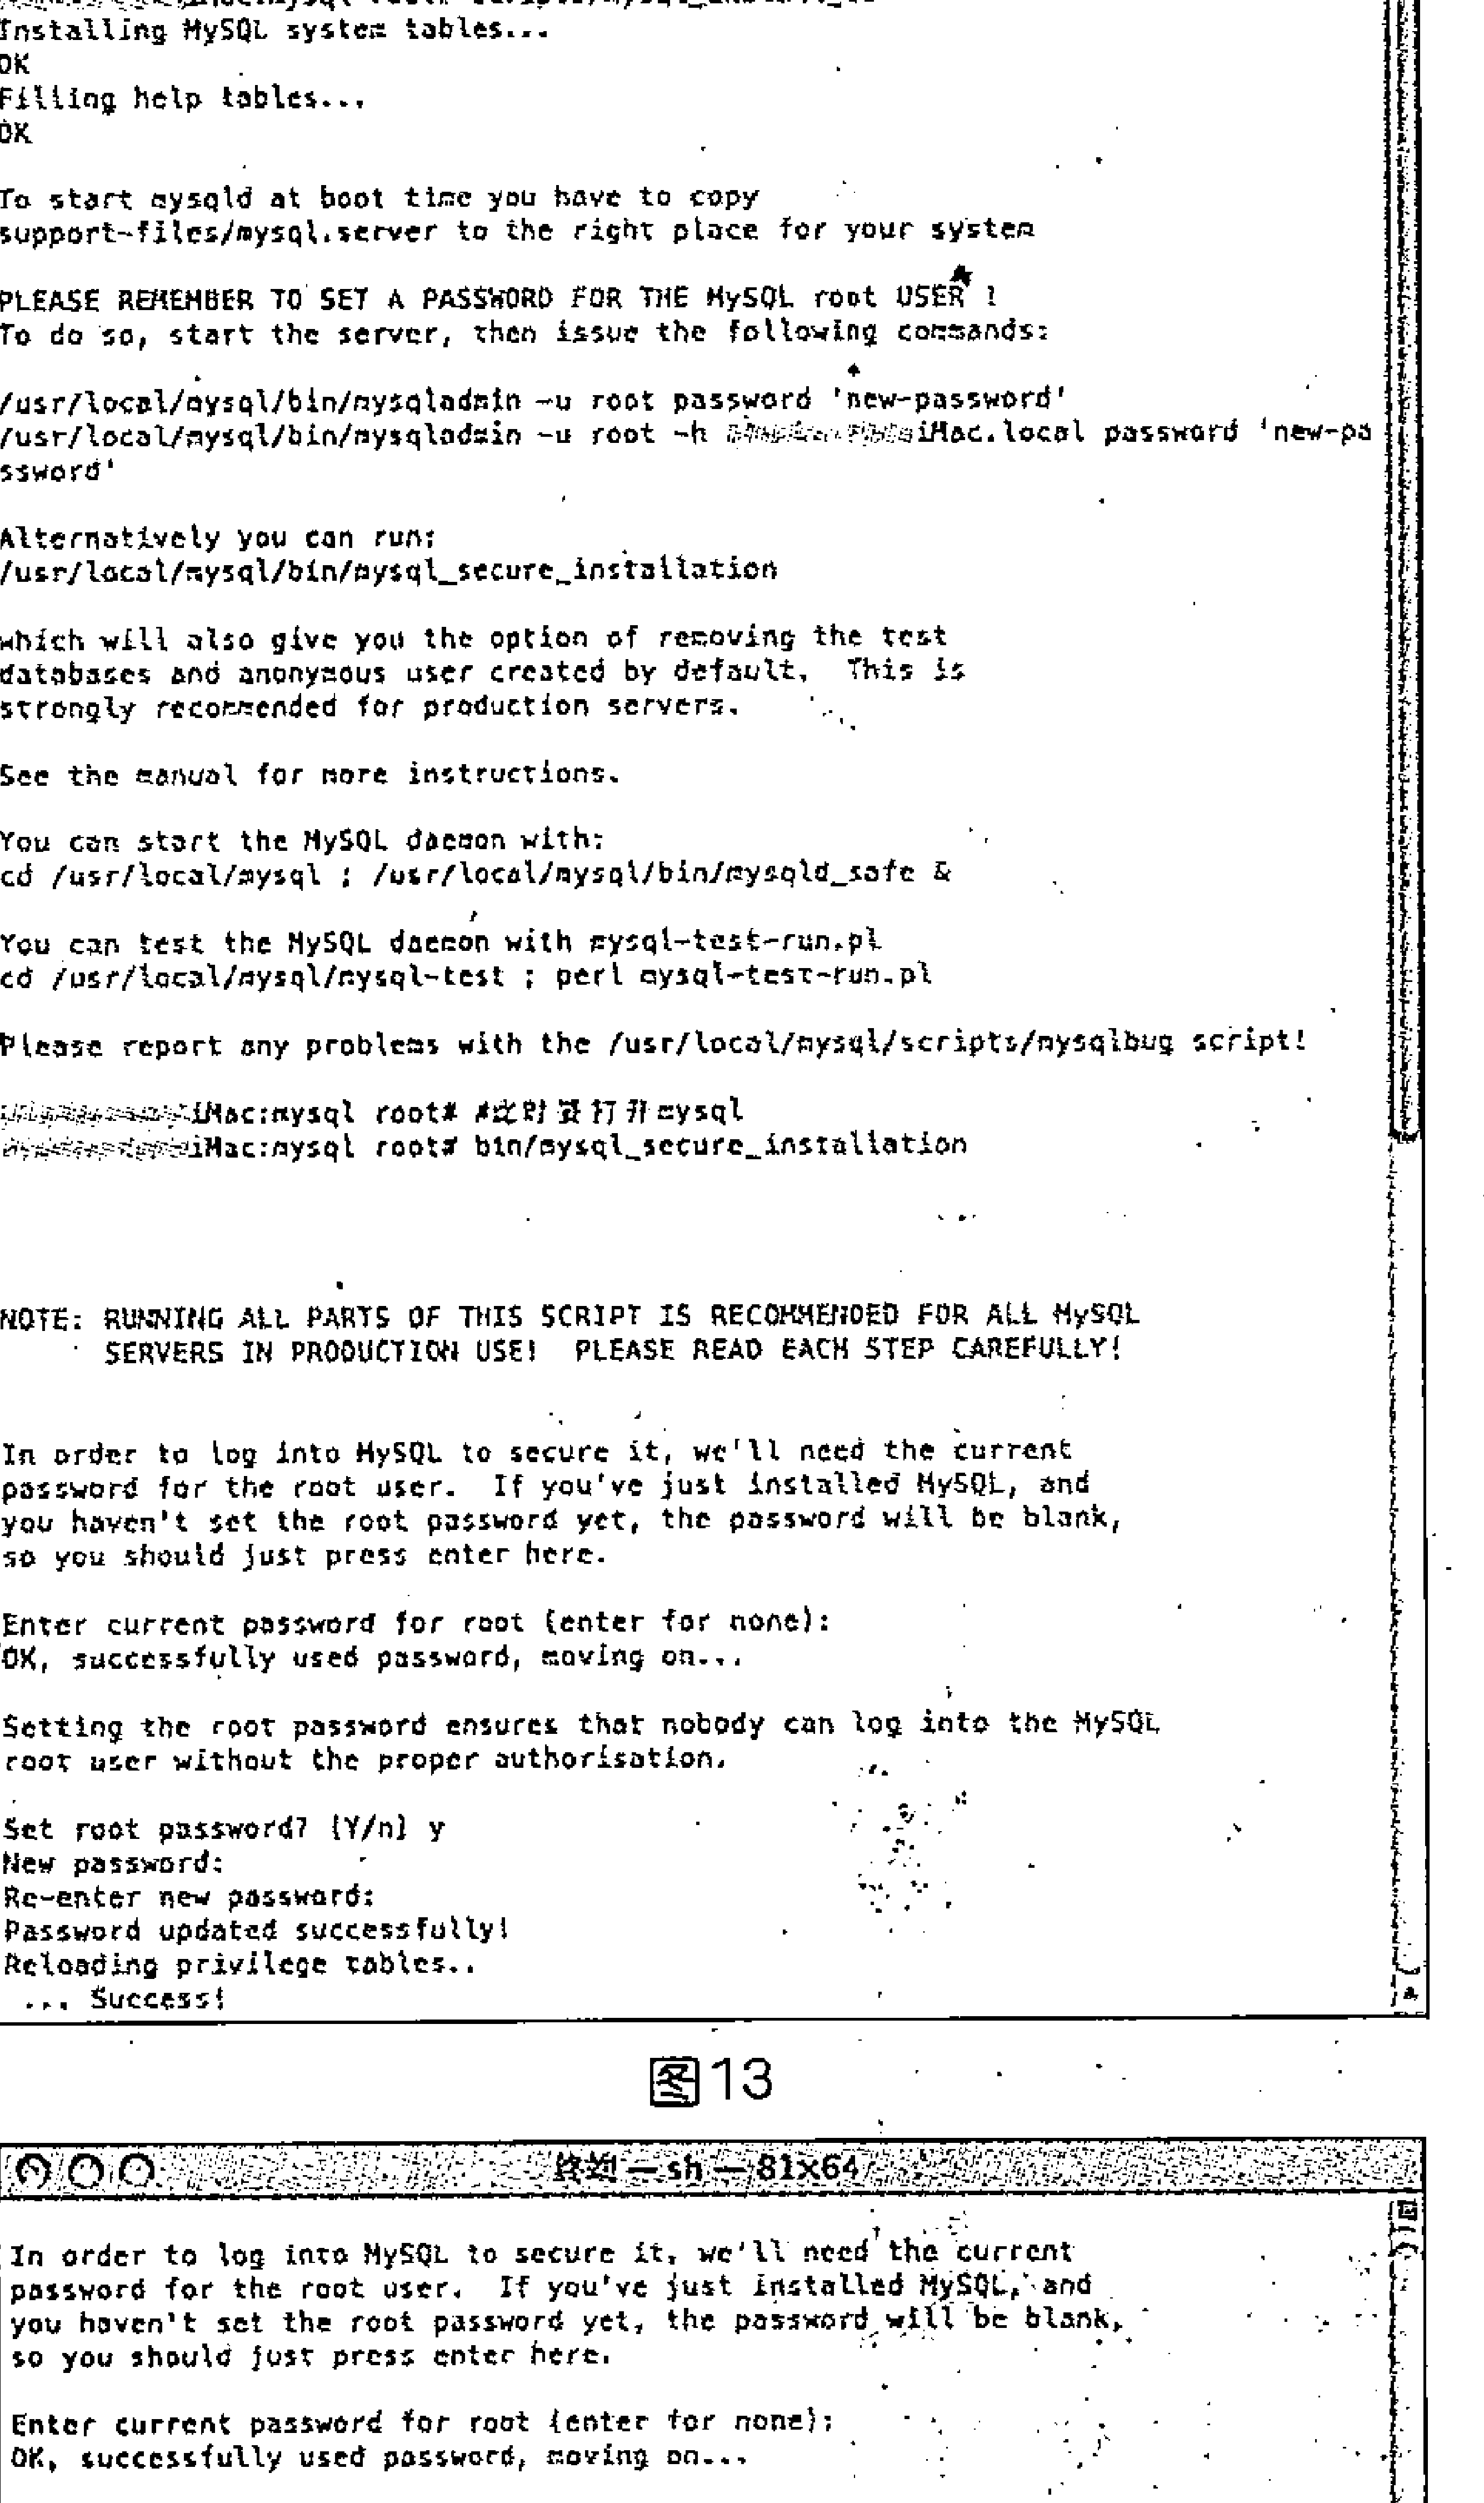 Installing MySQL system tables...
OK
Filling help tables...
OK
To start mysqld at boot time you have to copy
support-files/mysql.server to the right place for your system
PLEASE REMEMBER TO SET A PASSWORD FOR THE MySQL root USER !
To do so, start the server, then issue the following commands:
/usr/local/mysql/bin/mysqladmin -u root password 'new-password'
/usr/local/mysql/bin/mysqladmin -u root -h iMac.local password 'new-pa
ssword'
Alternatively you can run:
/usr/local/mysql/bin/mysql_secure_installation
which will also give you the option of removing the test
databases and anonymous user created by default.  This is
strongly recommended for production servers.
See the manual for more instructions.
You can start the MySQL daemon with:
cd /usr/local/mysql ; /usr/local/mysql/bin/mysqld_safe &
You can test the MySQL daemon with mysql-test-run.pl
cd /usr/local/mysql/mysql-test ; perl mysql-test-run.pl
Please report any problems with the /usr/local/mysql/scripts/mysqlbug script!
iMac:mysql root# #此时要打开mysql
iMac:mysql root# bin/mysql_secure_installation
NOTE: RUNNING ALL PARTS OF THIS SCRIPT IS RECOMMENDED FOR ALL MySQL
SERVERS IN PRODUCTION USE!  PLEASE READ EACH STEP CAREFULLY!
In order to log into MySQL to secure it, we'll need the current
password for the root user.  If you've just installed MySQL, and
you haven't set the root password yet, the password will be blank,
so you should just press enter here.
Enter current password for root (enter for none):
OK, successfully used password, moving on...
Setting the root password ensures that nobody can log into the MySQL
root user without the proper authorisation.
Set root password? [Y/n] y
New password:
Re-enter new password:
Password updated successfully!
Reloading privilege tables..
... Success!
图13
终端 — sh — 81x64
In order to log into MySQL to secure it, we'll need the current
password for the root user.  If you've just installed MySQL, and
you haven't set the root password yet, the password will be blank,
so you should just press enter here.
Enter current password for root (enter for none):
OK, successfully used password, moving on...